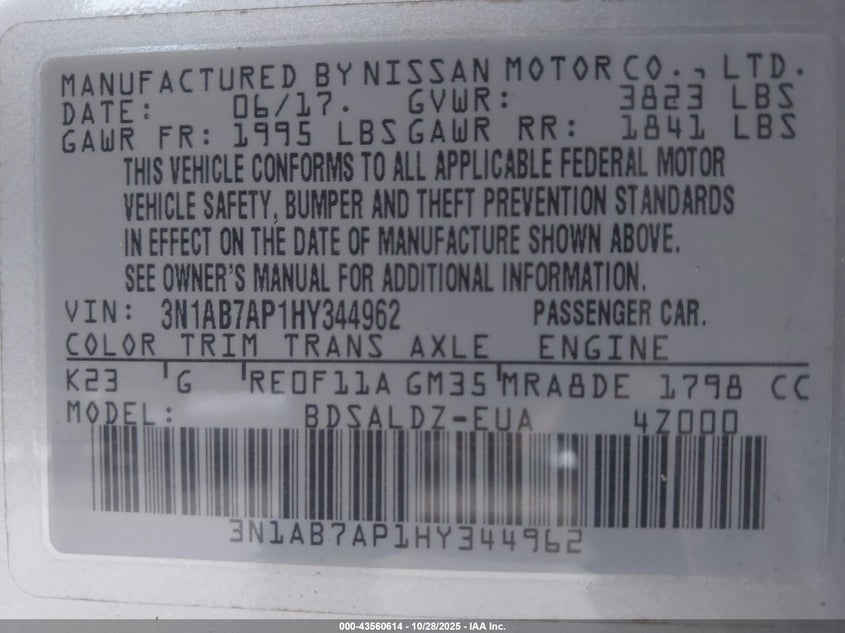 MANUFACTURED BY NISSAN MOTOR CO., LTD.
DATE: 06/17. GVWR: 3823 LBS
GAWR FR: 1995 LBS GAWR RR: 1841 LBS
THIS VEHICLE CONFORMS TO ALL APPLICABLE FEDERAL MOTOR
VEHICLE SAFETY, BUMPER AND THEFT PREVENTION STANDARDS
IN EFFECT ON THE DATE OF MANUFACTURE SHOWN ABOVE.
SEE OWNER'S MANUAL FOR ADDITIONAL INFORMATION.
VIN: 3N1AB7AP1HY344962 PASSENGER CAR.
COLOR TRIM TRANS AXLE ENGINE
K23 G RE0F11A GM35 MRA8DE 1798 CC
MODEL: BDSALDZ-EUA 4Z000
3N1AB7AP1HY344962
000-43560614 - 10/28/2025 - IAA Inc.